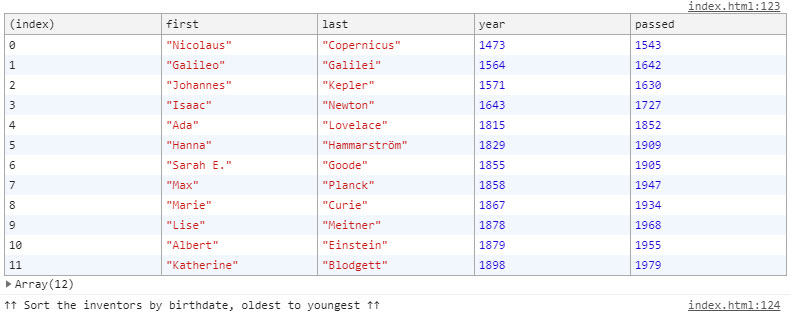 index.html:123
(index) first last year passed
0 "Nicolaus" "Copernicus" 1473 1543
1 "Galileo" "Galilei" 1564 1642
2 "Johannes" "Kepler" 1571 1630
3 "Isaac" "Newton" 1643 1727
4 "Ada" "Lovelace" 1815 1852
5 "Hanna" "Hammarström" 1829 1909
6 "Sarah E." "Goode" 1855 1905
7 "Max" "Planck" 1858 1947
8 "Marie" "Curie" 1867 1934
9 "Lise" "Meitner" 1878 1968
10 "Albert" "Einstein" 1879 1955
11 "Katherine" "Blodgett" 1898 1979
▶ Array(12)
↑↑ Sort the inventors by birthdate, oldest to youngest ↑↑ index.html:124